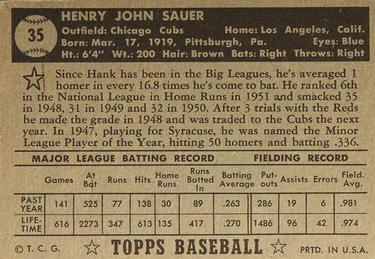 35
HENRY JOHN SAUER
Outfield: Chicago Cubs Home: Los Angeles, Calif.
Born: Mar. 17, 1919, Pittsburgh, Pa. Eyes: Blue
Ht.: 6'4" Wt.: 200 Hair: Brown Bats: Right Throws: Right
Since Hank has been in the Big Leagues, he's averaged 1
homer in every 16.8 times he's come to bat. He ranked 6th
in the National League in Home Runs in 1951 and smacked 35
in 1948, 31 in 1949 and 32 in 1950. After 3 trials with the Reds
he made the grade in 1948 and was traded to the Cubs the next
year. In 1947, playing for Syracuse, he was named the Minor
League Player of the Year, hitting 50 homers and batting .336.
MAJOR LEAGUE BATTING RECORD FIELDING RECORD
Games At Bat Runs Hits Home Runs Runs Batted In Batting Average Put-outs Assists Errors Field. Avg.
PAST YEAR 141 525 77 138 30 89 .263 286 19 6 .981
LIFE-TIME 616 2273 347 613 135 417 .270 1486 96 42 .974
© T. C. G. TOPPS BASEBALL PRTD. IN U.S.A.